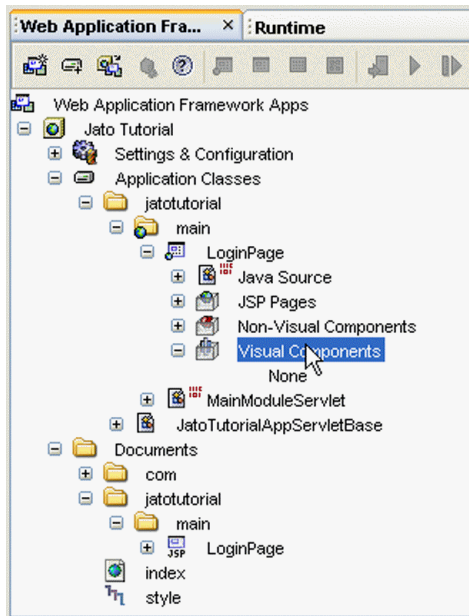 Web Application Fra... × Runtime
Web Application Framework Apps
Jato Tutorial
Settings & Configuration
Application Classes
jatotutorial
main
LoginPage
Java Source
JSP Pages
Non-Visual Components
Visual Components
None
MainModuleServlet
JatoTutorialAppServletBase
Documents
com
jatotutorial
main
JSP LoginPage
index
style